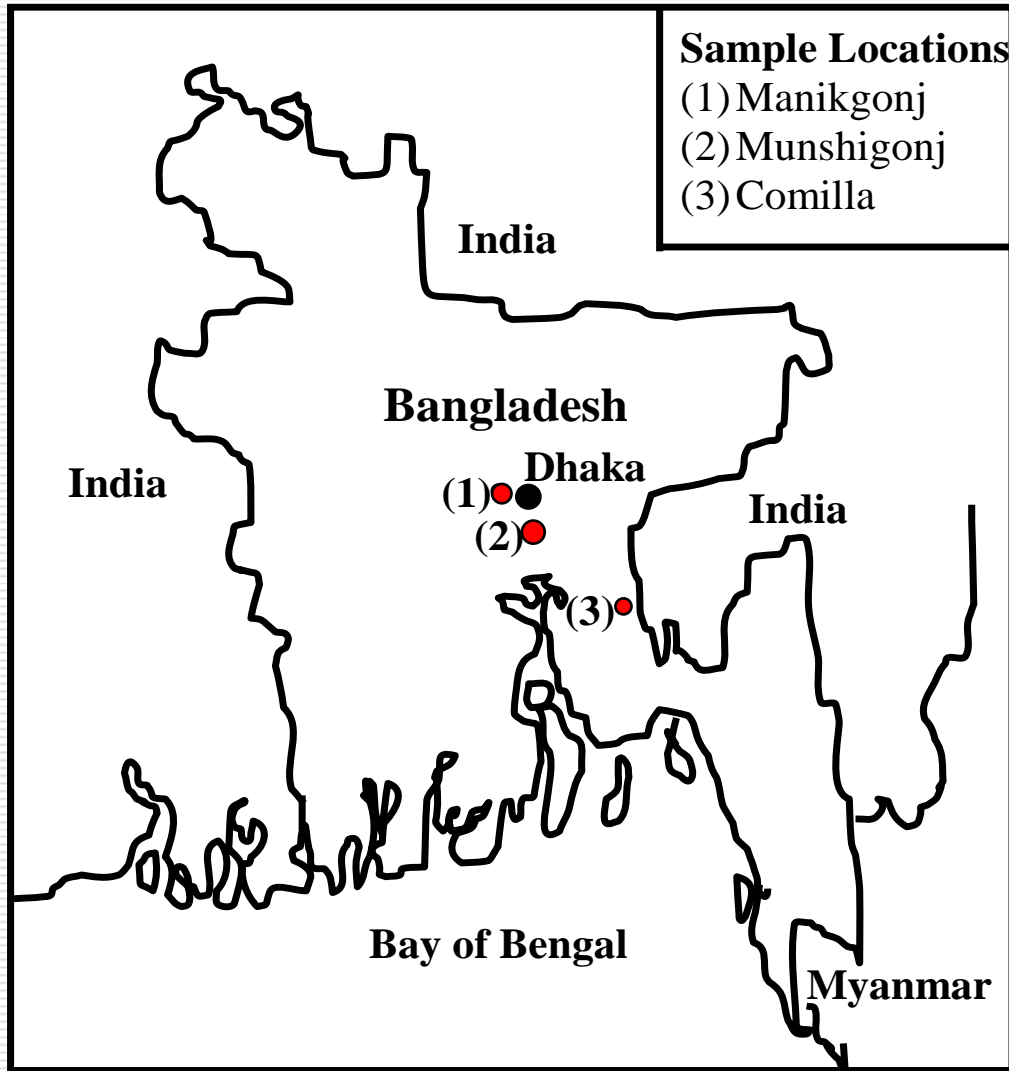 Sample Locations
(1) Manikgonj
(2) Munshigonj
(3) Comilla
India
Bangladesh
Dhaka
India
(1)
India
(2)
(3)
Bay of Bengal
Myanmar